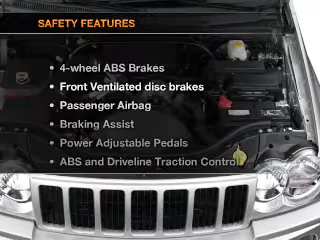 SAFETY FEATURES
• 4-wheel ABS Brakes
• Front Ventilated disc brakes
• Passenger Airbag
• Braking Assist
• Power Adjustable Pedals
• ABS and Driveline Traction Control